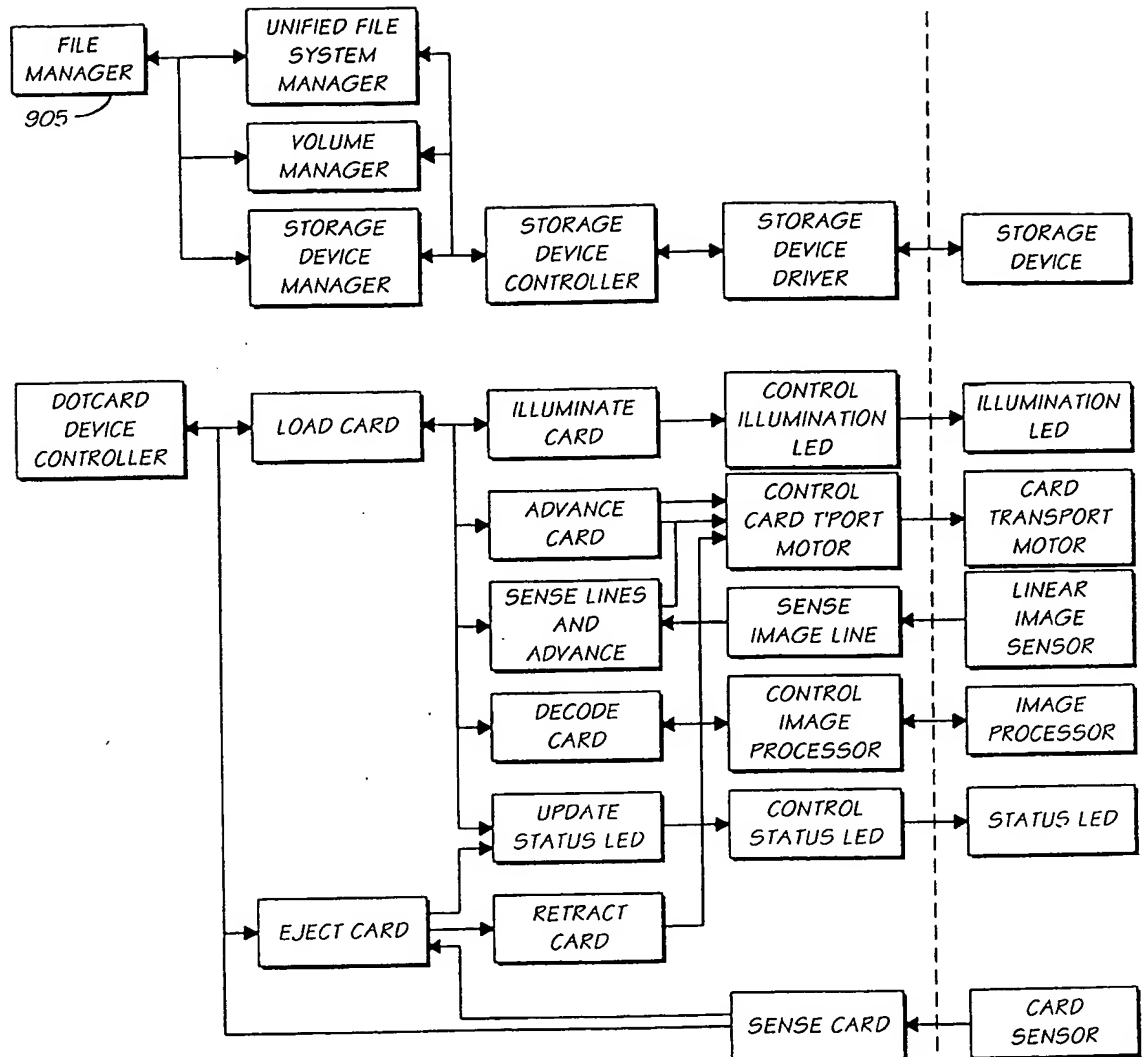 FILE
MANAGER
905
UNIFIED FILE
SYSTEM
MANAGER
VOLUME
MANAGER
STORAGE
DEVICE
MANAGER
STORAGE
DEVICE
CONTROLLER
STORAGE
DEVICE
DRIVER
STORAGE
DEVICE
DOTCARD
DEVICE
CONTROLLER
LOAD CARD
ILLUMINATE
CARD
CONTROL
ILLUMINATION
LED
ILLUMINATION
LED
ADVANCE
CARD
CONTROL
CARD T'PORT
MOTOR
CARD
TRANSPORT
MOTOR
SENSE LINES
AND
ADVANCE
SENSE
IMAGE LINE
LINEAR
IMAGE
SENSOR
DECODE
CARD
CONTROL
IMAGE
PROCESSOR
IMAGE
PROCESSOR
UPDATE
STATUS LED
CONTROL
STATUS LED
STATUS LED
EJECT CARD
RETRACT
CARD
SENSE CARD
CARD
SENSOR